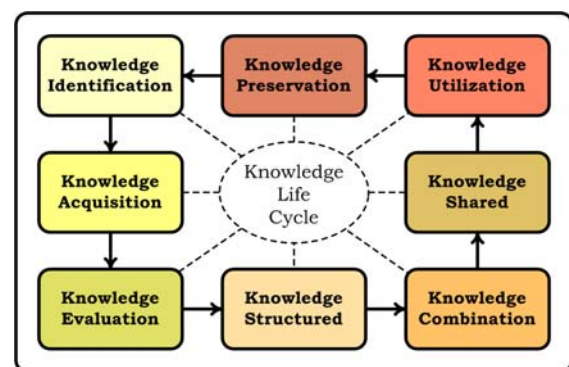 Knowledge
Identification
Knowledge
Preservation
Knowledge
Utilization
Knowledge
Acquisition
Knowledge
Life
Cycle
Knowledge
Shared
Knowledge
Evaluation
Knowledge
Structured
Knowledge
Combination